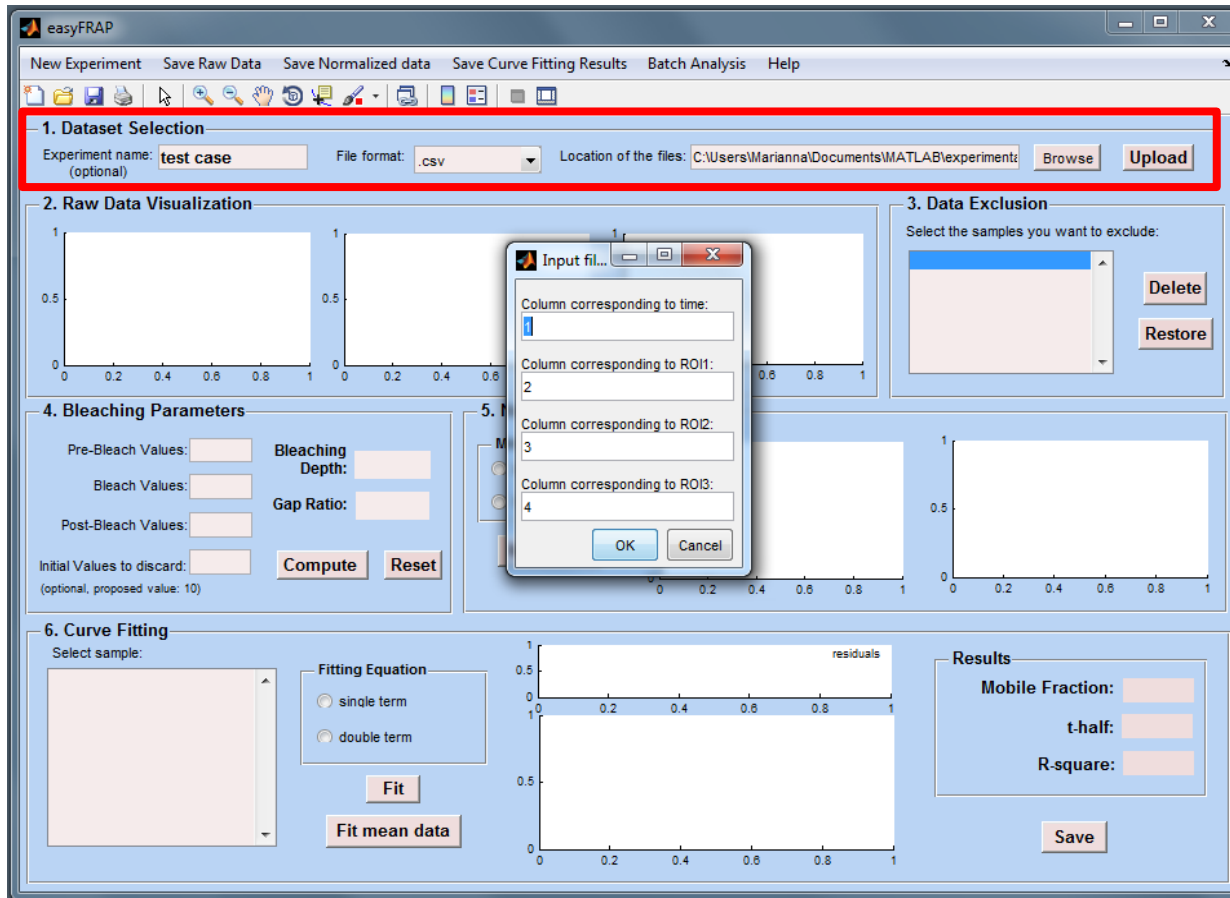 easyFRAP
New Experiment Save Raw Data Save Normalized data Save Curve Fitting Results Batch Analysis Help
1. Dataset Selection
Experiment name: test case File format: .csv Location of the files: C:\Users\Marianna\Documents\MATLAB\experimenta Browse Upload
(optional)
2. Raw Data Visualization
1
0.5
0
0 0.2 0.4 0.6 0.8 1
1
0.5
0
0 0.2 0.4 0.6
1
0.6 0.8 1
3. Data Exclusion
Select the samples you want to exclude:
Delete
Restore
Input fil...
Column corresponding to time:
1
Column corresponding to ROI1:
2
Column corresponding to ROI2:
3
Column corresponding to ROI3:
4
OK Cancel
4. Bleaching Parameters
Pre-Bleach Values:
Bleach Values:
Post-Bleach Values:
Initial Values to discard:
(optional, proposed value: 10)
Bleaching
Depth:
Gap Ratio:
Compute Reset
5. N
M
0
0 0.2 0.4 0.6 0.8 1
1
0.5
0
0 0.2 0.4 0.6 0.8 1
6. Curve Fitting
Select sample:
Fitting Equation
single term
double term
Fit
Fit mean data
residuals
1
0.5
0
0 0.2 0.4 0.6 0.8 1
1
0.5
0
0 0.2 0.4 0.6 0.8 1
Results
Mobile Fraction:
t-half:
R-square:
Save